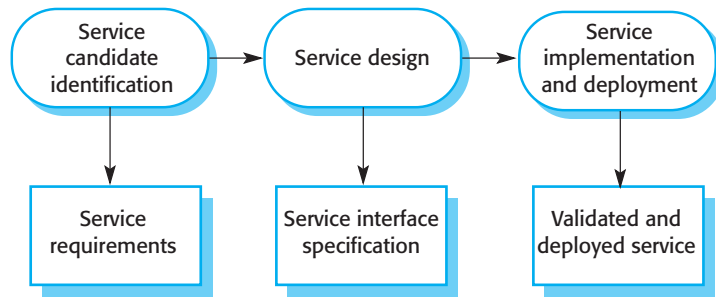 Service
candidate
identification
Service design
Service
implementation
and deployment
Service
requirements
Service interface
specification
Validated and
deployed service